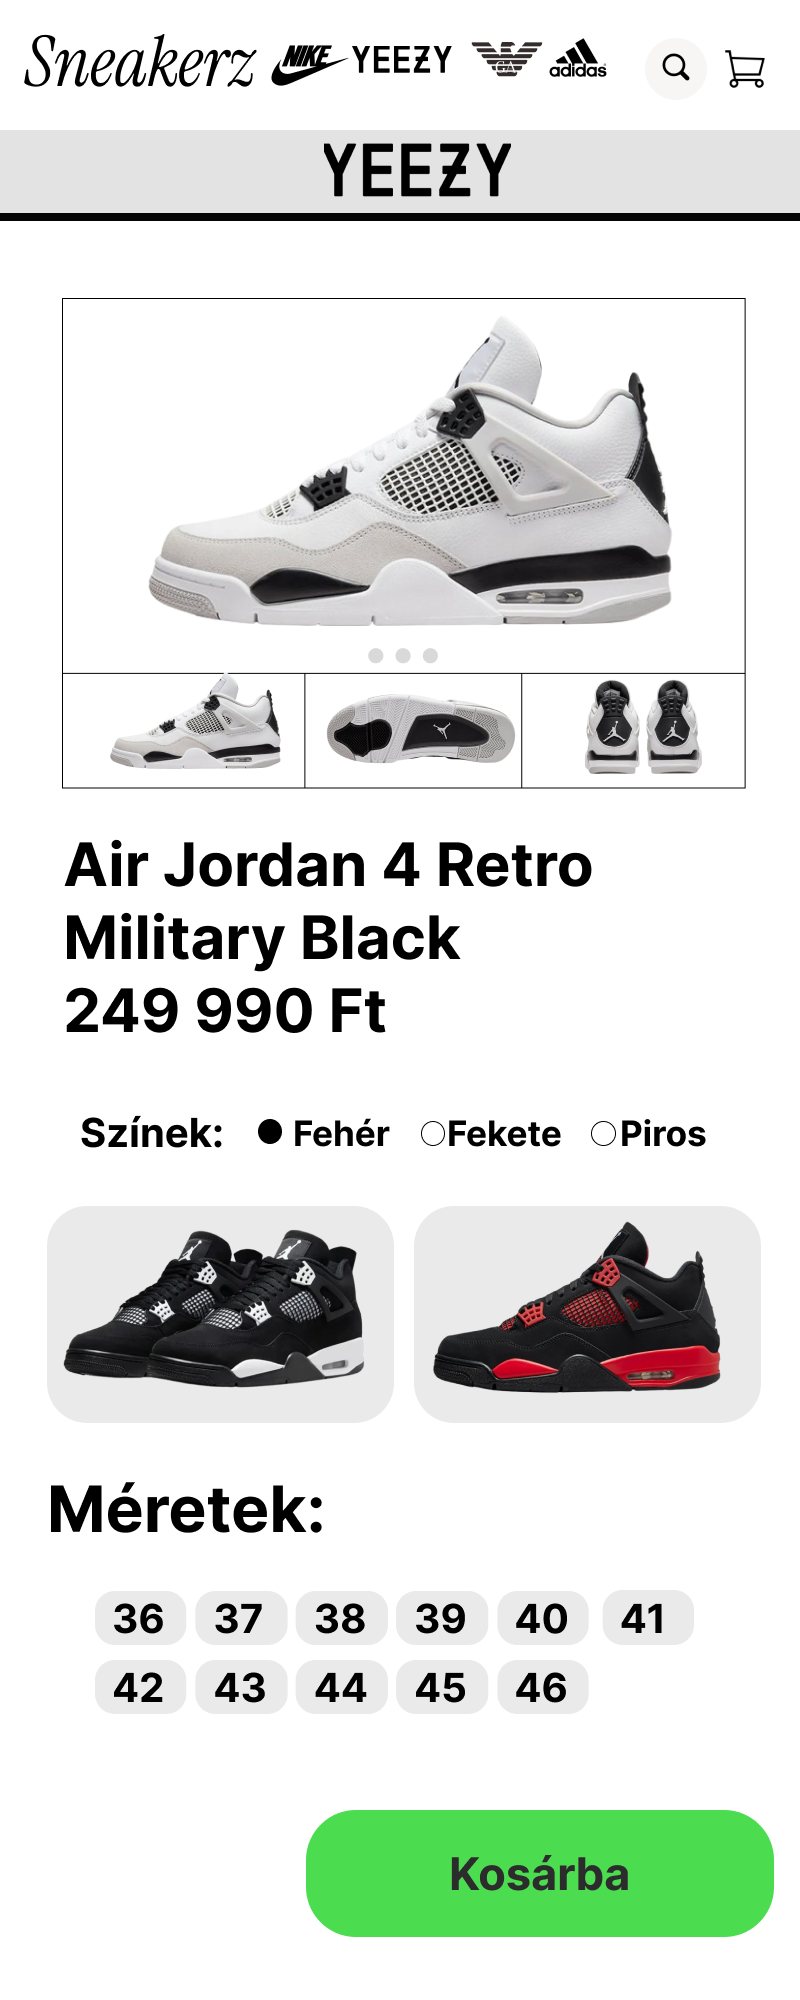 Sneakerz NIKE YEEZY GA adidas
YEEZY
Air Jordan 4 Retro
Military Black
249 990 Ft
Színek: Fehér Fekete Piros
Méretek:
36 37 38 39 40 41
42 43 44 45 46
Kosárba